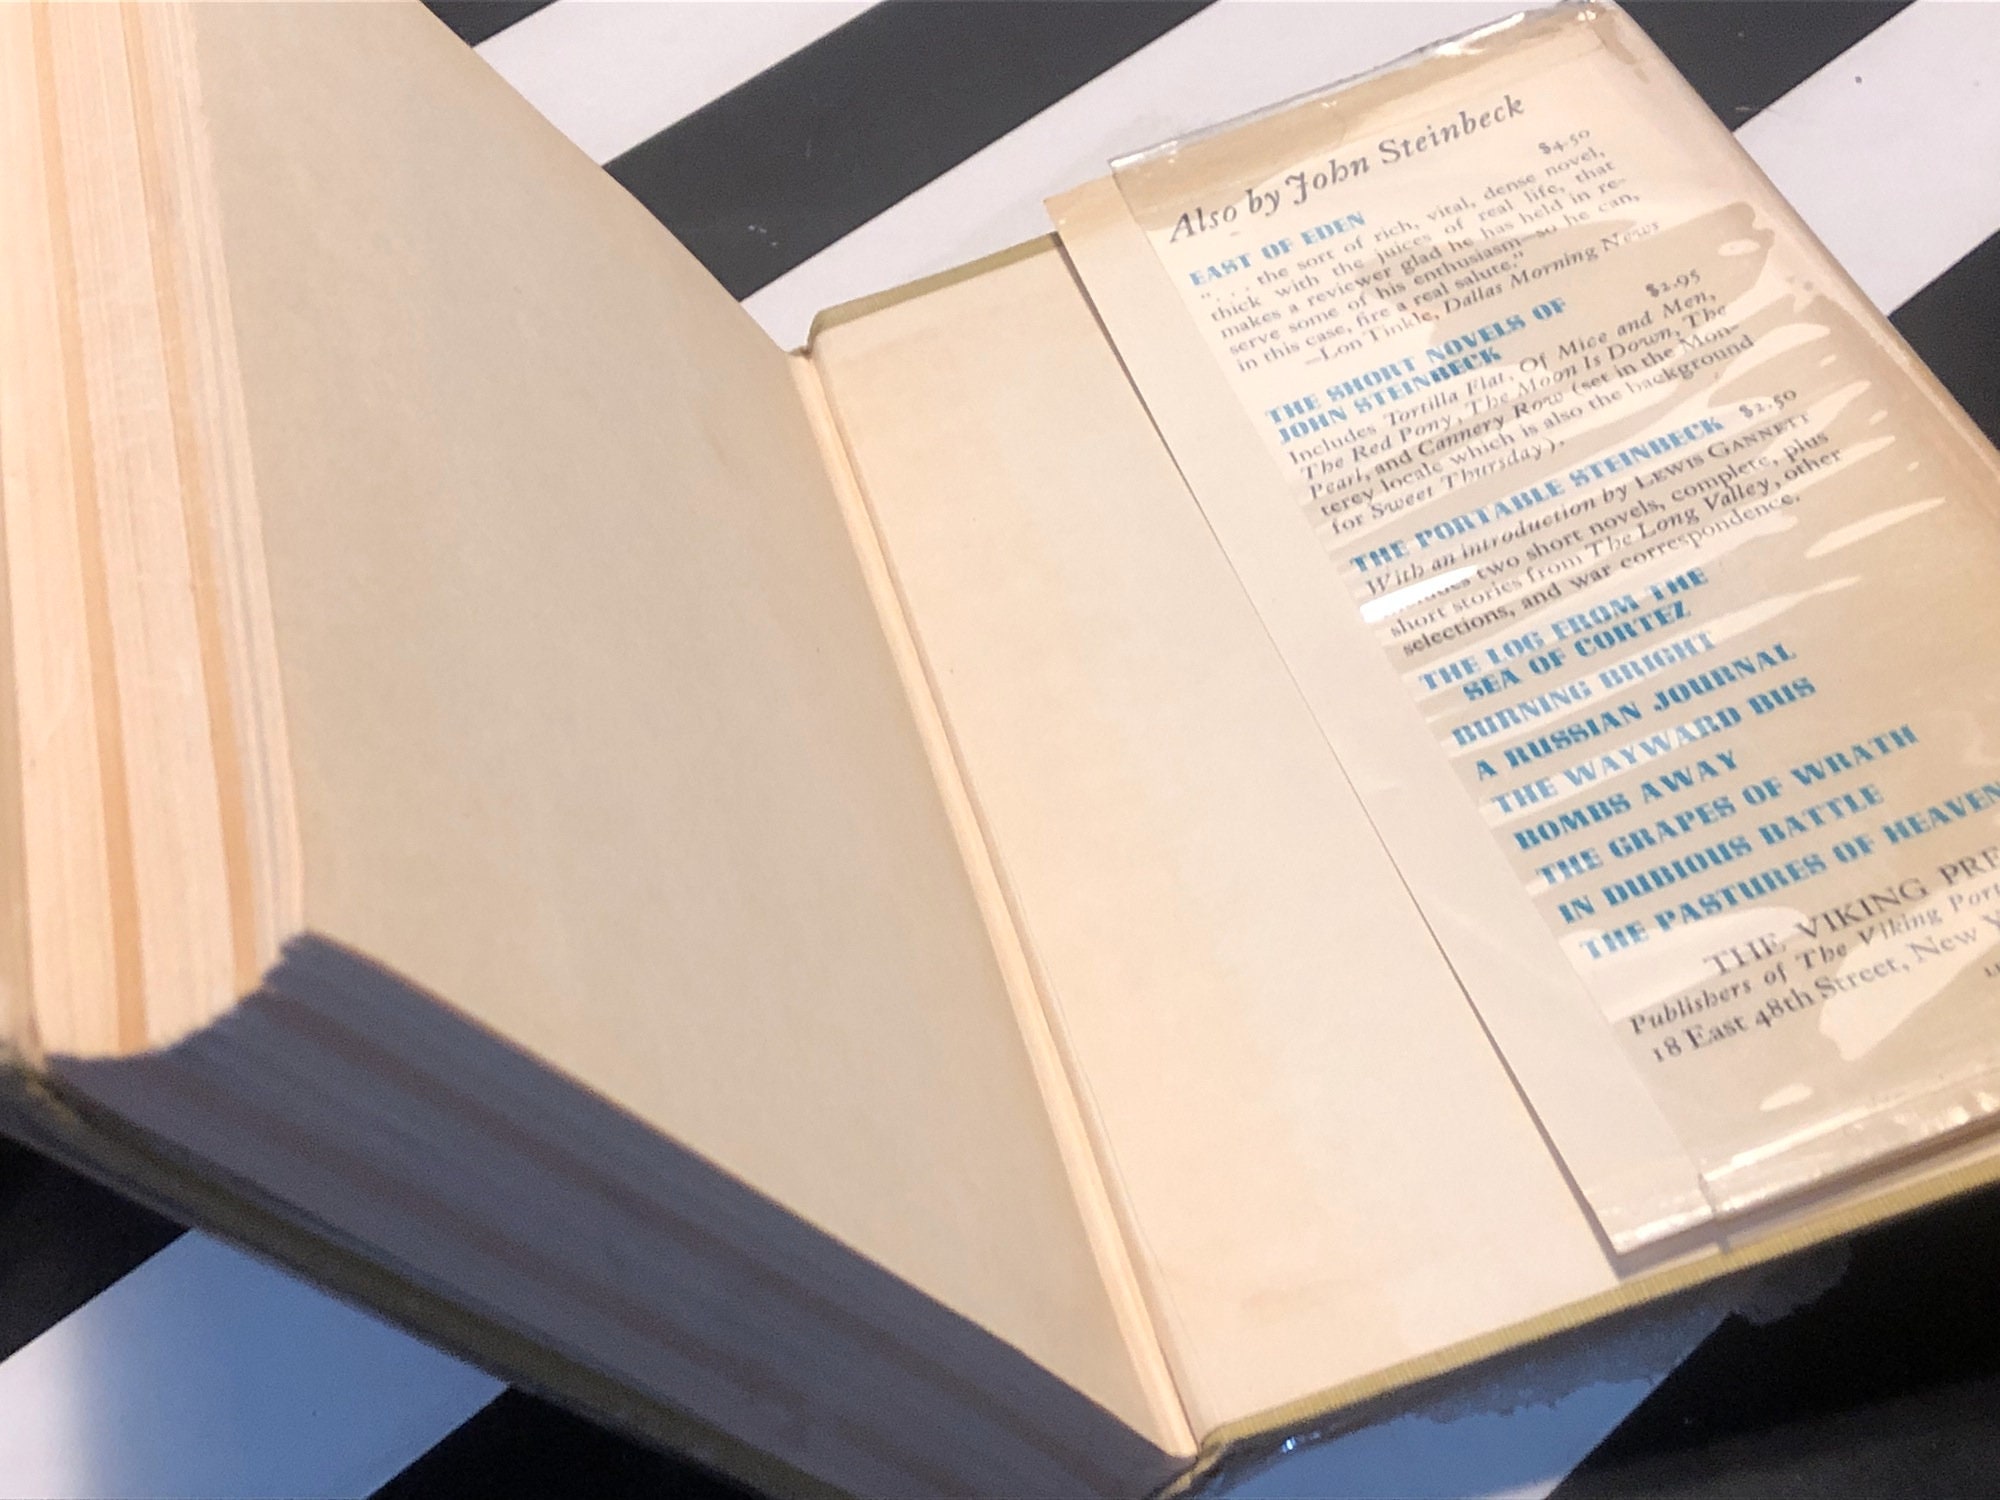 Also by John Steinbeck
$4.50
EAST OF EDEN
". . . the sort of rich, vital, dense novel,
thick with the juices of real life, that
makes a reviewer glad he has held in re-
serve some of his enthusiasm—so he can,
in this case, fire a real salute."
—Lon Tinkle, Dallas Morning News
$2.95
THE SHORT NOVELS OF
JOHN STEINBECK
Includes Tortilla Flat, Of Mice and Men,
The Red Pony, The Moon Is Down, The
Pearl, and Cannery Row (set in the Mon-
terey locale which is also the background
for Sweet Thursday).
THE PORTABLE STEINBECK $2.50
With an introduction by LEWIS GANNETT
Includes two short novels, complete, plus
short stories from The Long Valley, other
selections, and war correspondence.
THE LOG FROM THE
SEA OF CORTEZ
BURNING BRIGHT
A RUSSIAN JOURNAL
THE WAYWARD BUS
BOMBS AWAY
THE GRAPES OF WRATH
IN DUBIOUS BATTLE
THE PASTURES OF HEAVEN
THE VIKING PRE
Publishers of The Viking Port
18 East 48th Street, New Y